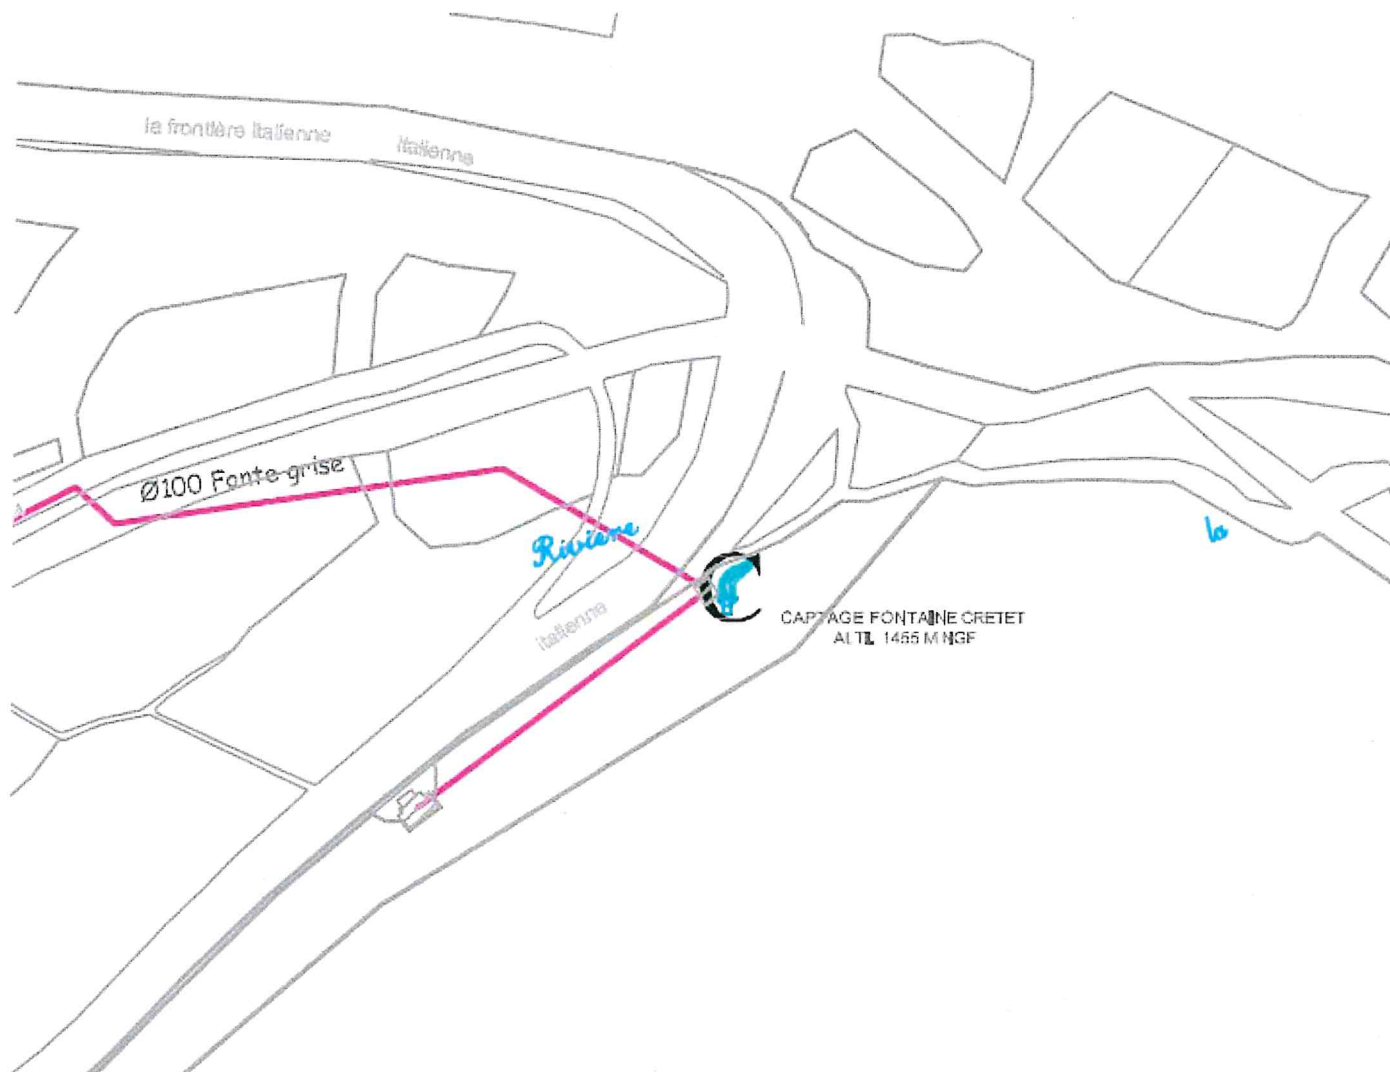 la frontière italienne
italienne
Ø100 Fonte grise
Rivière
la
italienne
CAPTAGE FONTAINE CRETET
ALTI. 1455 M NGF